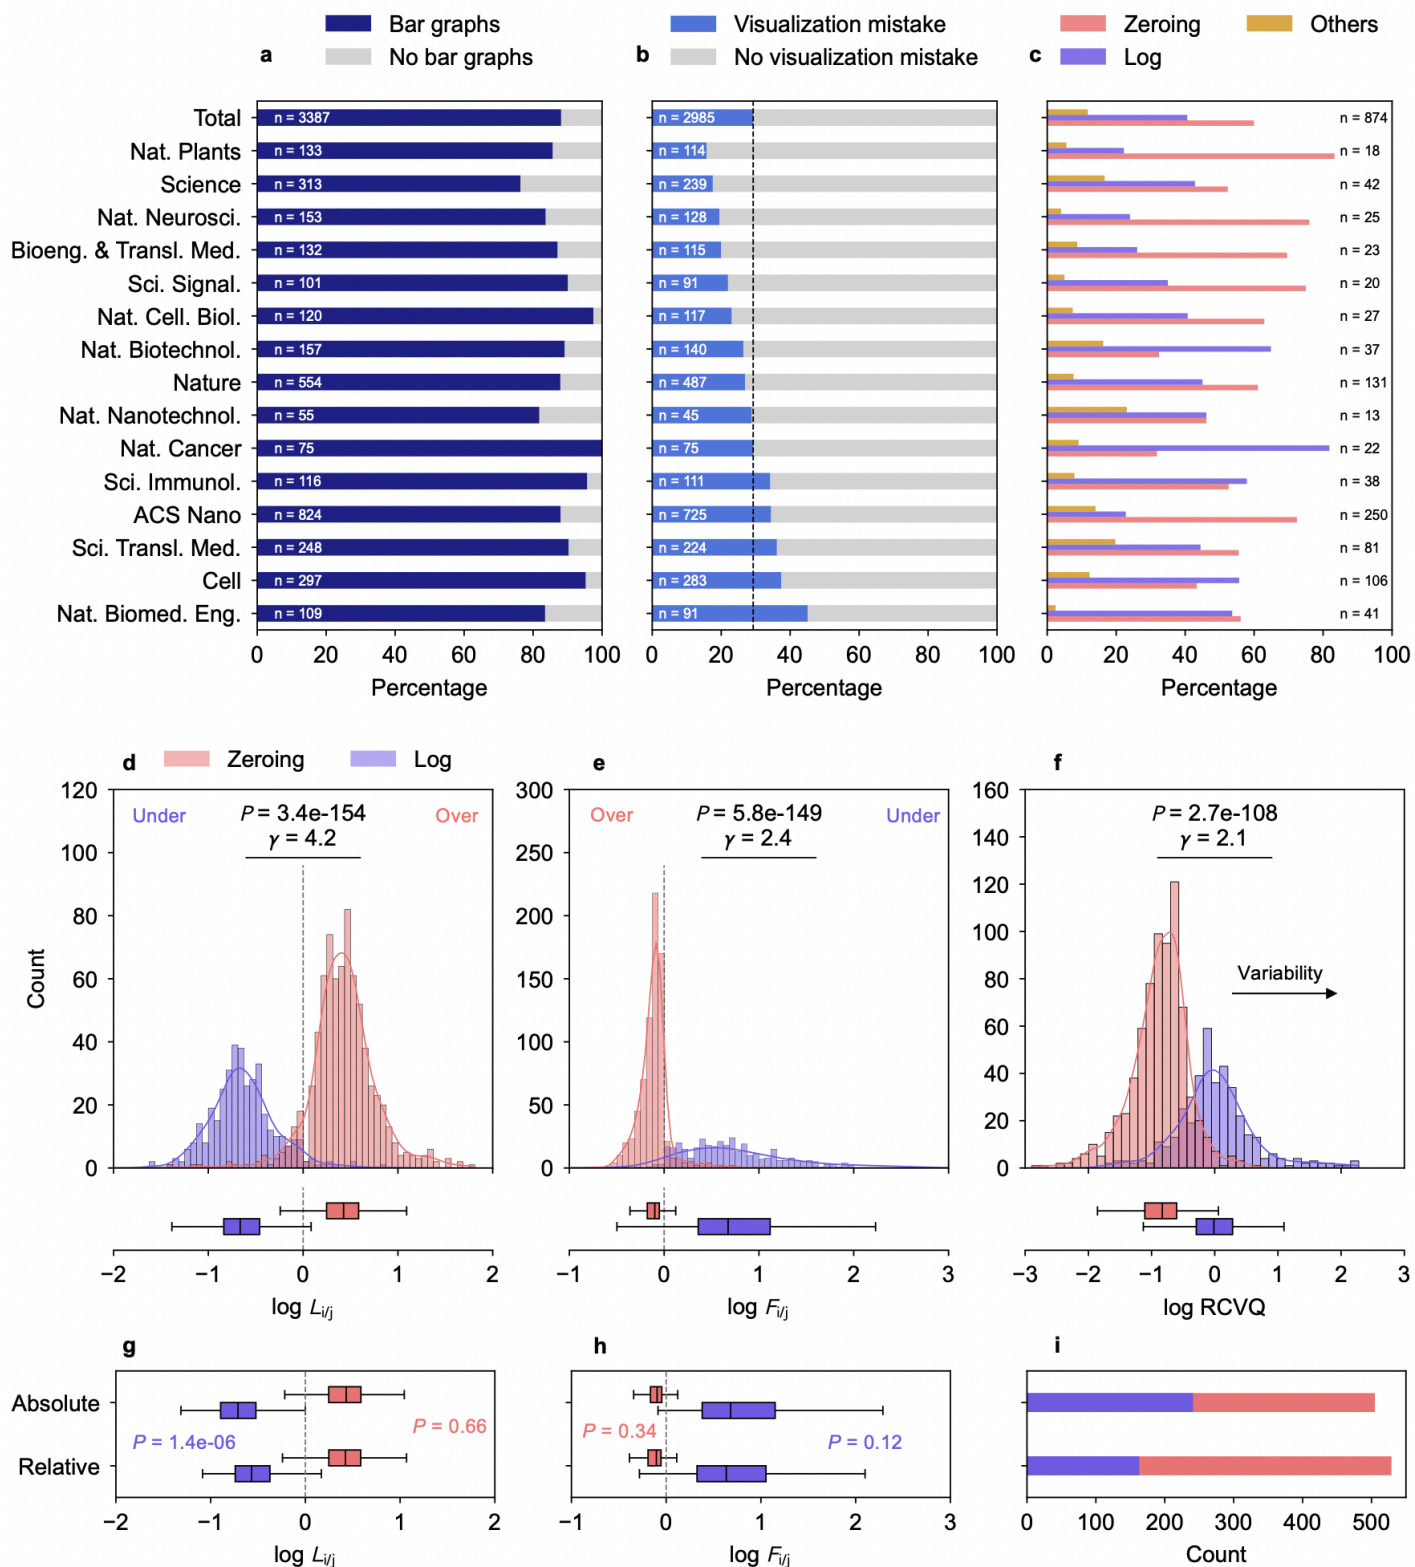 Bar graphs
No bar graphs
Visualization mistake
No visualization mistake
Zeroing
Others
Log
a
b
c
Total
Nat. Plants
Science
Nat. Neurosci.
Bioeng. & Transl. Med.
Sci. Signal.
Nat. Cell. Biol.
Nat. Biotechnol.
Nature
Nat. Nanotechnol.
Nat. Cancer
Sci. Immunol.
ACS Nano
Sci. Transl. Med.
Cell
Nat. Biomed. Eng.
n = 3387
n = 133
n = 313
n = 153
n = 132
n = 101
n = 120
n = 157
n = 554
n = 55
n = 75
n = 116
n = 824
n = 248
n = 297
n = 109
0 20 40 60 80 100
Percentage
n = 2985
n = 114
n = 239
n = 128
n = 115
n = 91
n = 117
n = 140
n = 487
n = 45
n = 75
n = 111
n = 725
n = 224
n = 283
n = 91
0 20 40 60 80 100
Percentage
n = 874
n = 18
n = 42
n = 25
n = 23
n = 20
n = 27
n = 37
n = 131
n = 13
n = 22
n = 38
n = 250
n = 81
n = 106
n = 41
0 20 40 60 80 100
Percentage
d
Zeroing
Log
Under
P = 3.4e-154
γ = 4.2
Over
120
100
80
60
40
20
0
Count
−2 −1 0 1 2
log L i/j
e
Over
P = 5.8e-149
γ = 2.4
Under
300
250
200
150
100
50
0
−1 0 1 2 3
log F i/j
f
P = 2.7e-108
γ = 2.1
Variability
160
140
120
100
80
60
40
20
0
−3 −2 −1 0 1 2 3
log RCVQ
g
Absolute
Relative
P = 1.4e-06
P = 0.66
−2 −1 0 1 2
log L i/j
h
P = 0.34
P = 0.12
−1 0 1 2 3
log F i/j
i
0 100 200 300 400 500
Count